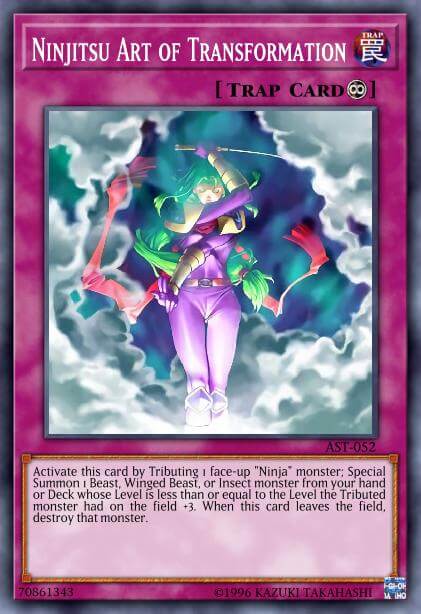 NINJITSU ART OF TRANSFORMATION
TRAP
罠
[TRAP CARD]
AST-052
Activate this card by Tributing 1 face-up "Ninja" monster; Special
Summon 1 Beast, Winged Beast, or Insect monster from your hand
or Deck whose Level is less than or equal to the Level the Tributed
monster had on the field +3. When this card leaves the field,
destroy that monster.
70861343
©1996 KAZUKI TAKAHASHI